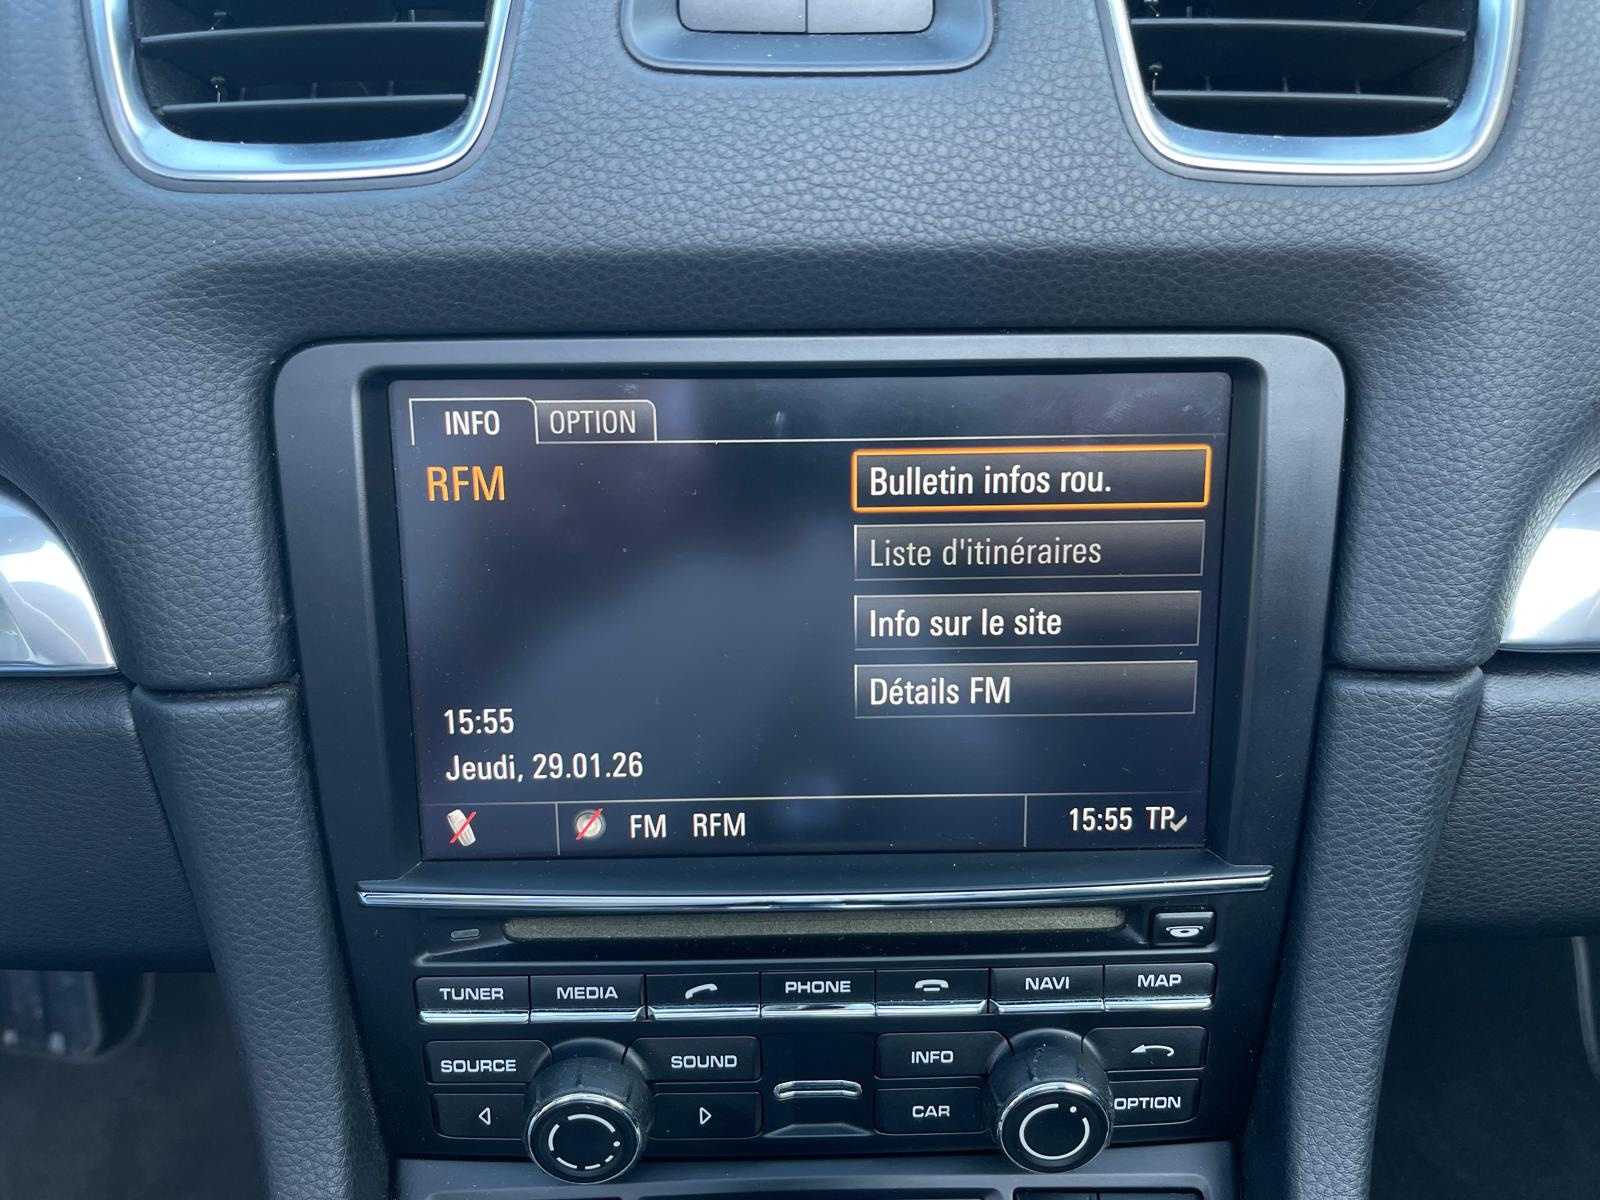 INFO OPTION
RFM
Bulletin infos rou.
Liste d'itinéraires
Info sur le site
Détails FM
15:55
Jeudi, 29.01.26
FM RFM 15:55 TP
TUNER MEDIA PHONE NAVI MAP
SOURCE SOUND INFO
CAR OPTION